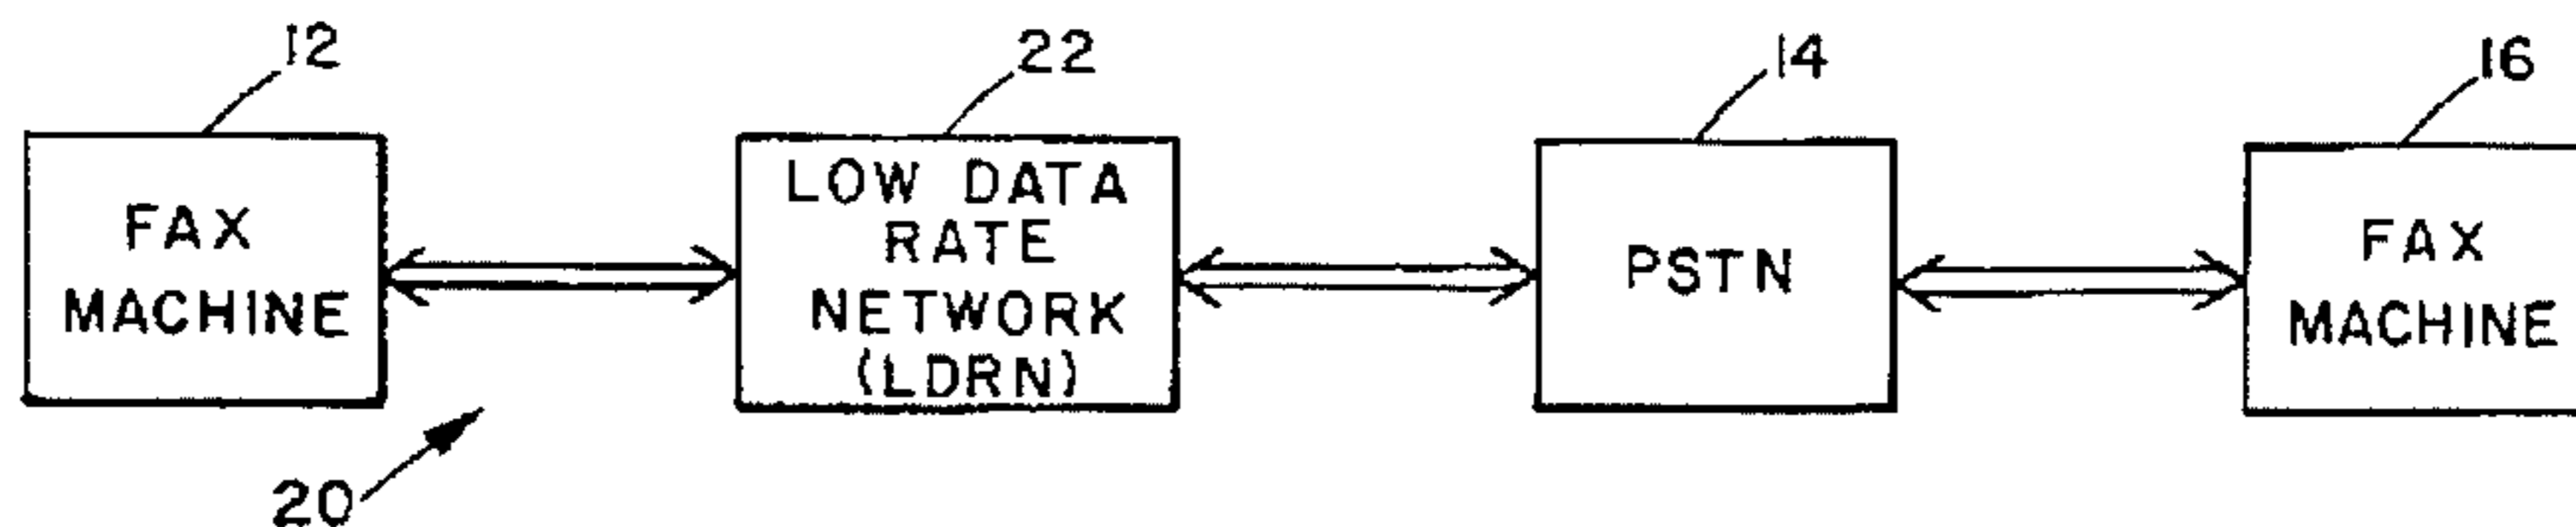 12
22
14
16
FAX
MACHINE
LOW DATA
RATE
NETWORK
(LDRN)
PSTN
FAX
MACHINE
20